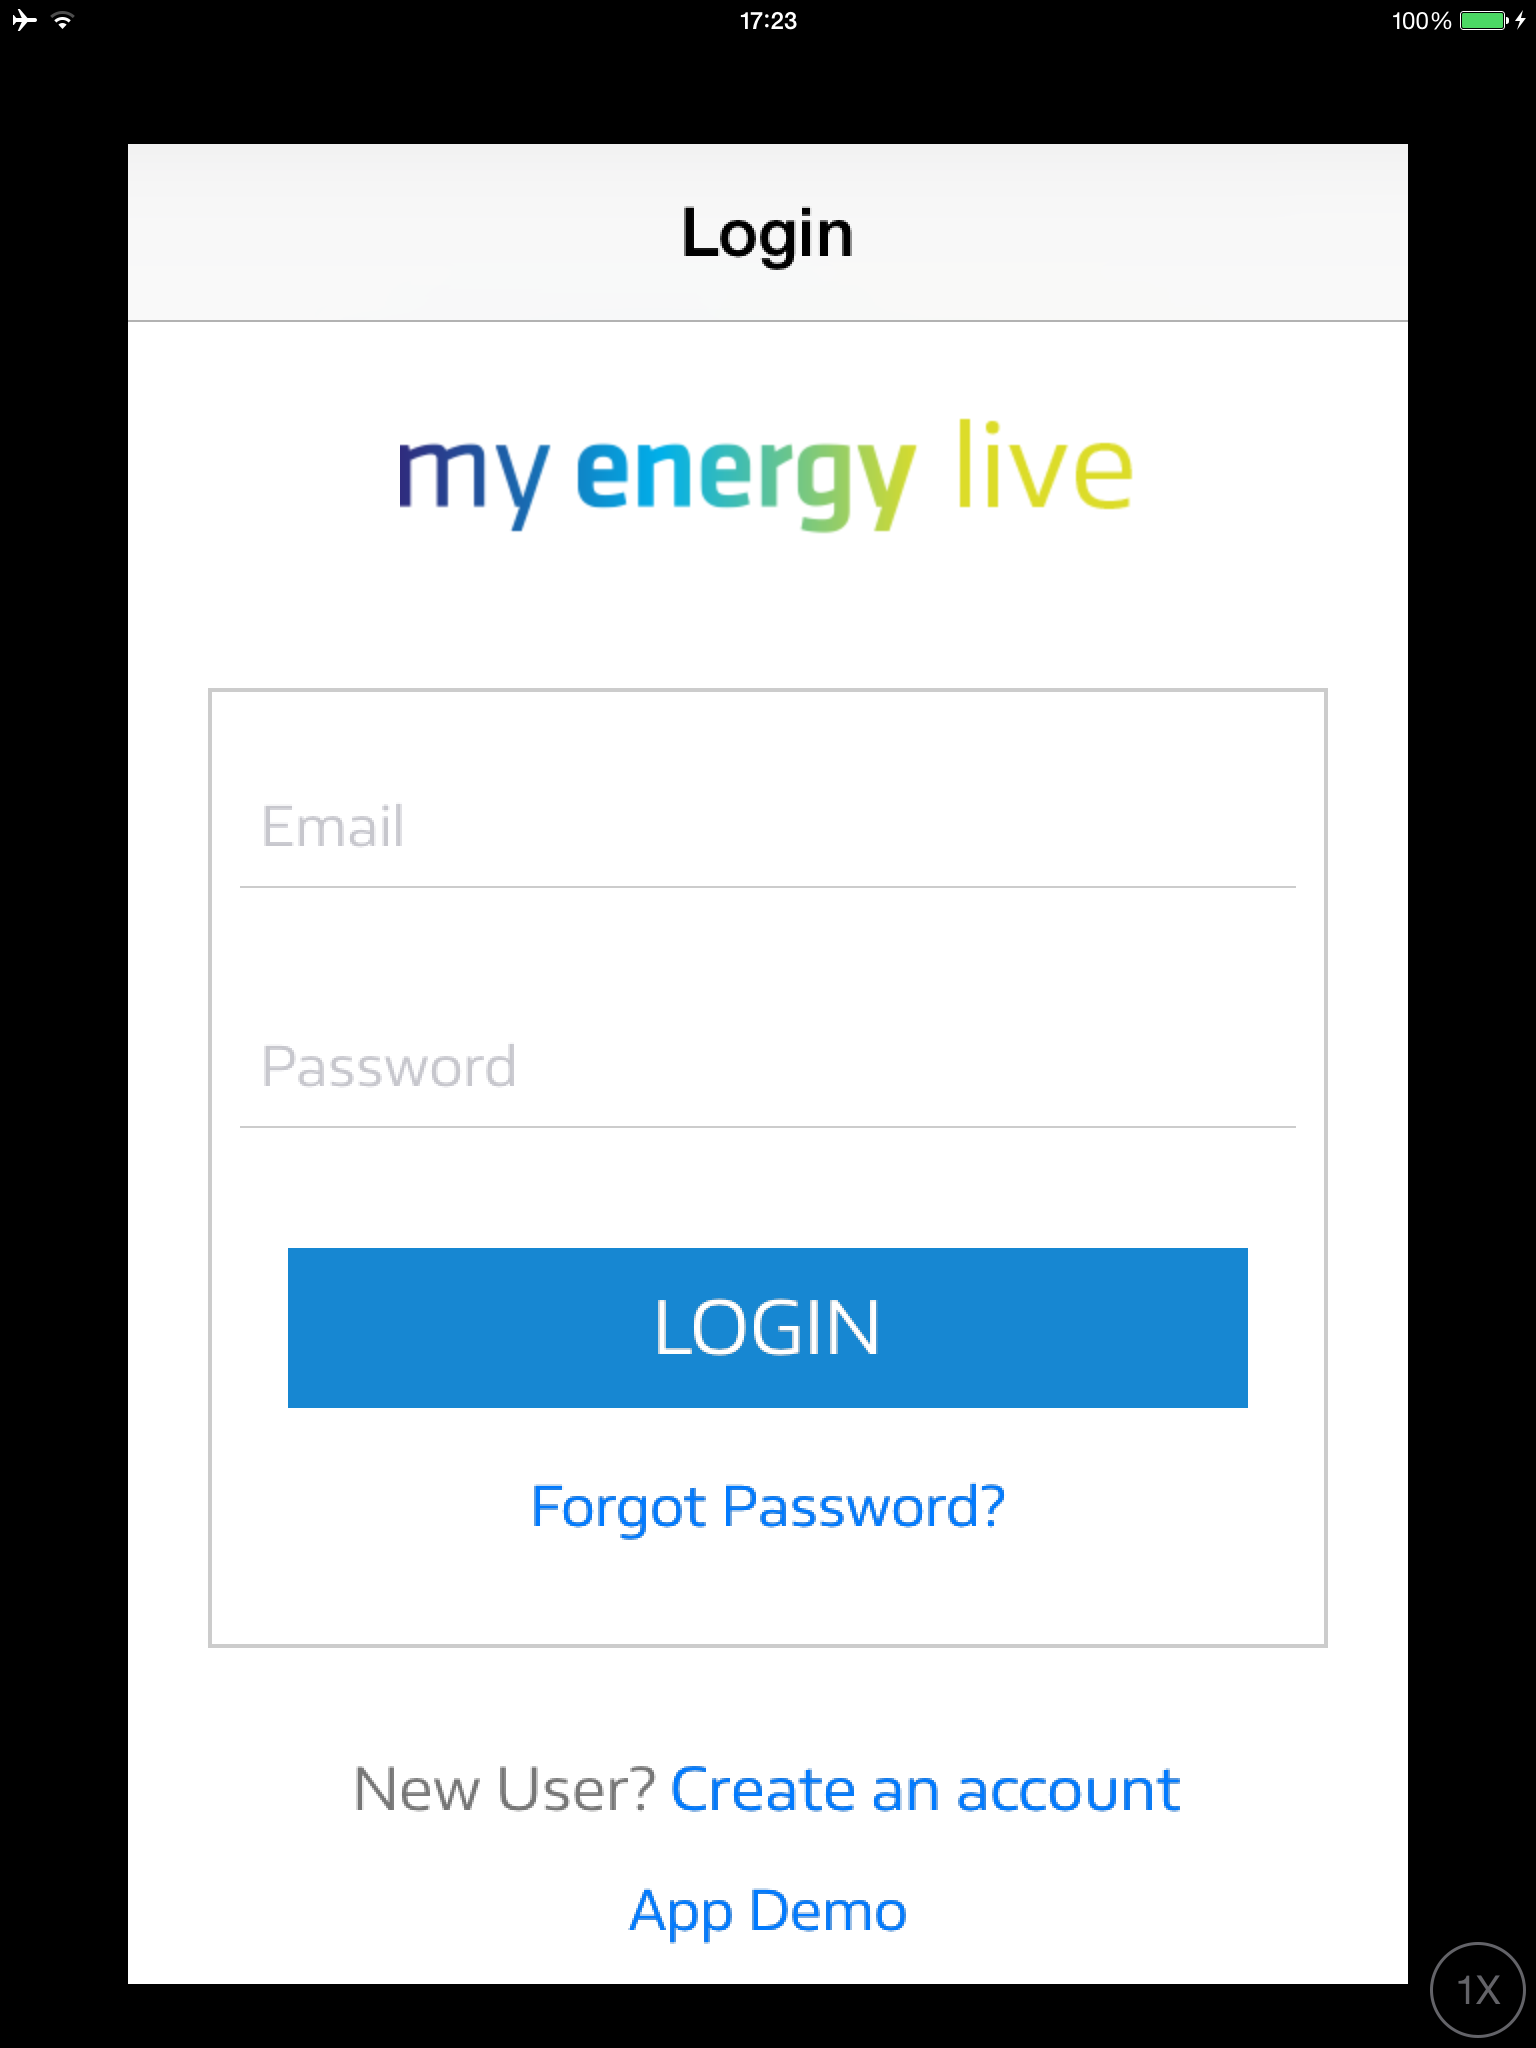 17:23
100%
Login
my energy live
Email
Password
LOGIN
Forgot Password?
New User? Create an account
App Demo
1X